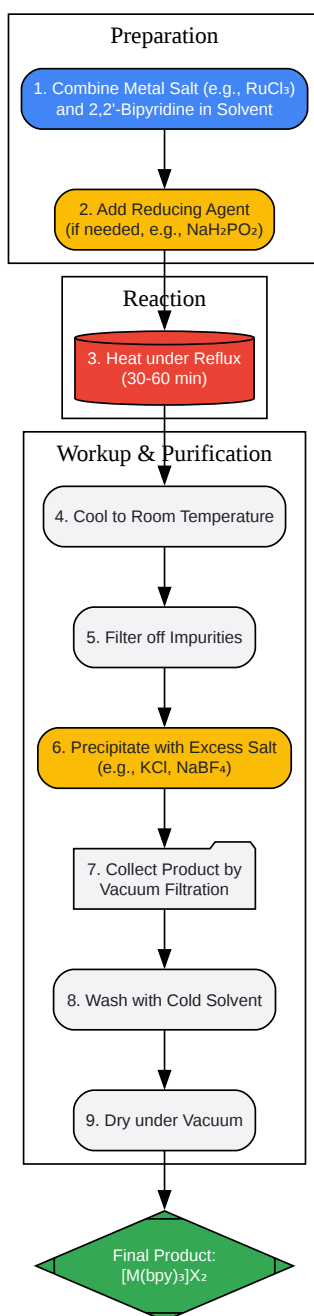 Preparation
1. Combine Metal Salt (e.g., RuCl₃)
and 2,2'-Bipyridine in Solvent
2. Add Reducing Agent
(if needed, e.g., NaH₂PO₂)
Reaction
3. Heat under Reflux
(30-60 min)
Workup & Purification
4. Cool to Room Temperature
5. Filter off Impurities
6. Precipitate with Excess Salt
(e.g., KCl, NaBF₄)
7. Collect Product by
Vacuum Filtration
8. Wash with Cold Solvent
9. Dry under Vacuum
Final Product:
[M(bpy)₃]X₂